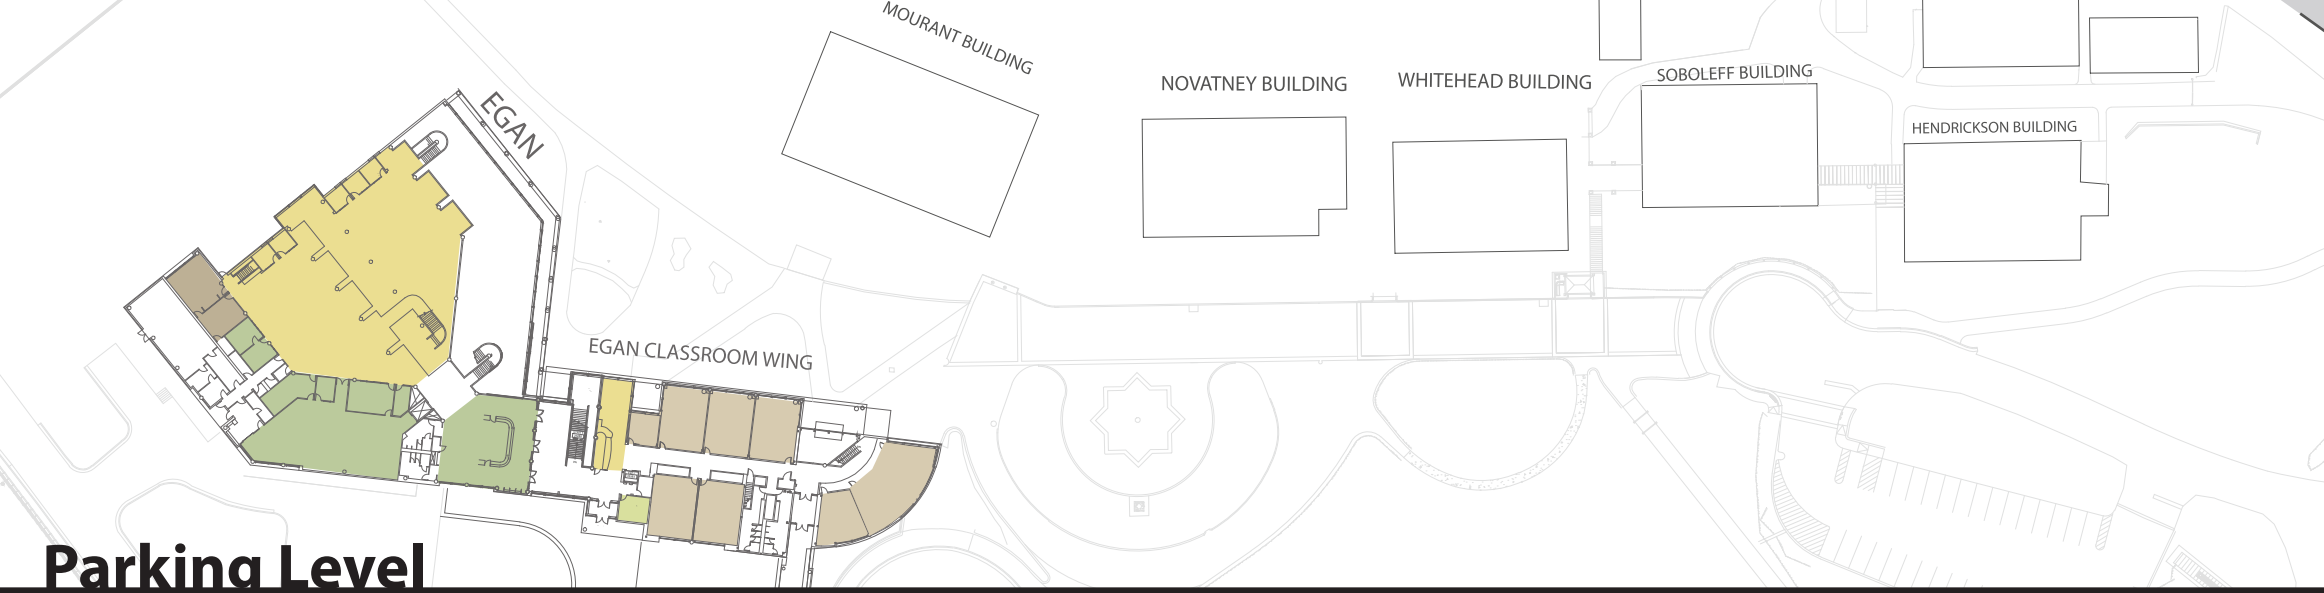 MOURANT BUILDING
NOVATNEY BUILDING
WHITEHEAD BUILDING
SOBOLEFF BUILDING
EGAN
HENDRICKSON BUILDING
EGAN CLASSROOM WING
Parking Level